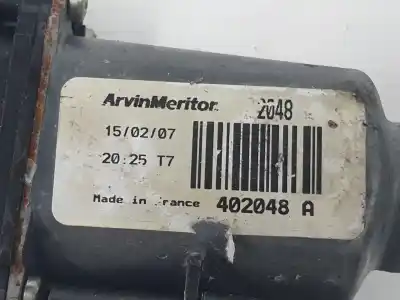 ArvinMeritor 2048
15/02/07
20:25 T7
Made in France 402048 A